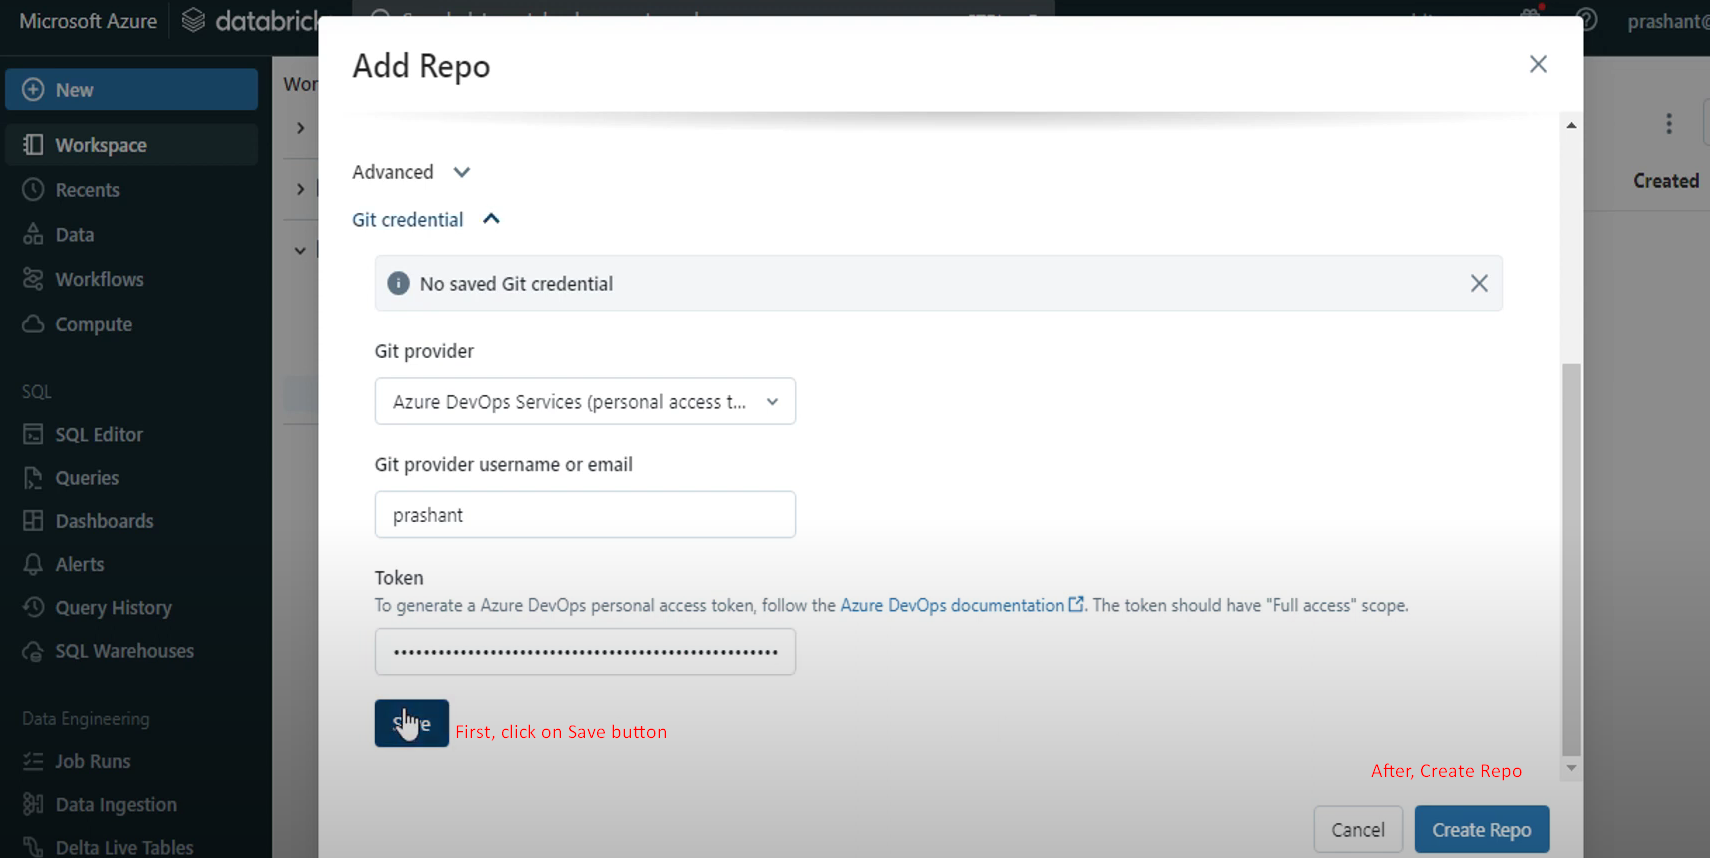 Microsoft Azure
databrick
prashant@
Add Repo
New
Wor
Workspace
Advanced
Created
Recents
Git credential
Data
No saved Git credential
Workflows
Compute
Git provider
Azure DevOps Services (personal access t...
SQL
SQL Editor
Git provider username or email
Queries
prashant
Dashboards
Alerts
Token
To generate a Azure DevOps personal access token, follow the Azure DevOps documentation. The token should have "Full access" scope.
Query History
••••••••••••••••••••••••••••••••••••••••••••••••••••
SQL Warehouses
Data Engineering
Save
First, click on Save button
Job Runs
After, Create Repo
Data Ingestion
Cancel
Create Repo
Delta Live Tables